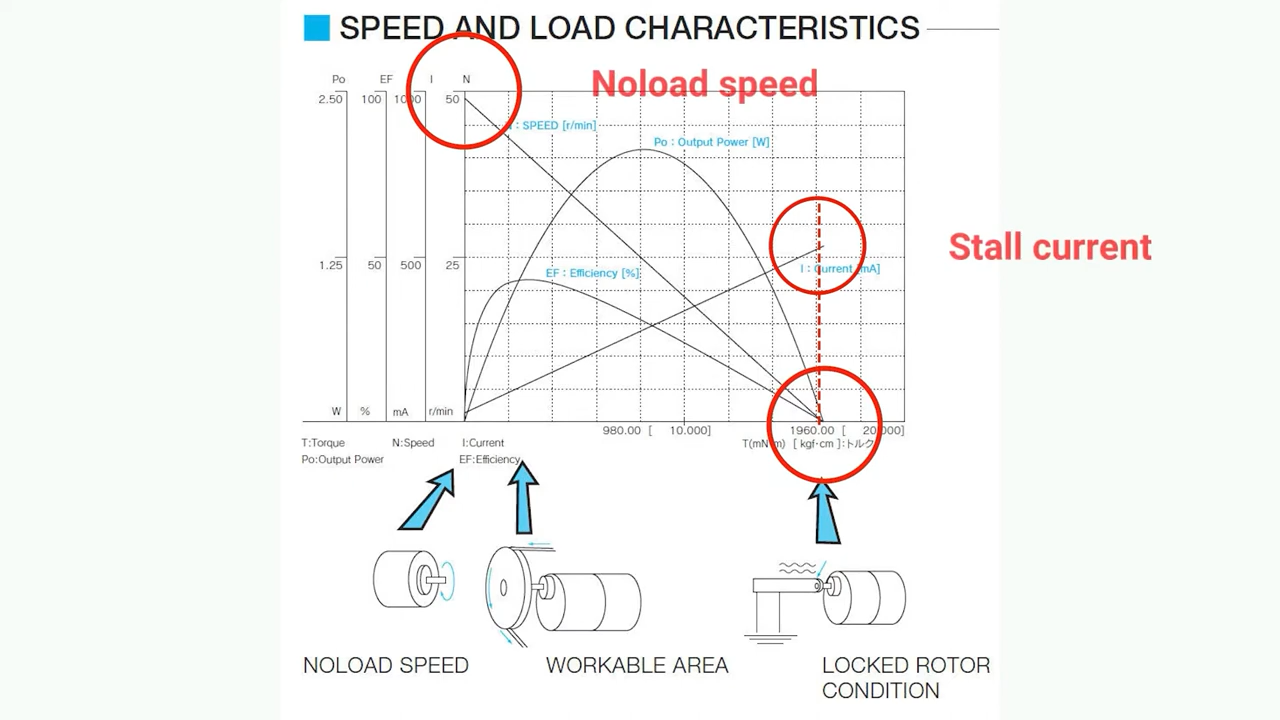 SPEED AND LOAD CHARACTERISTICS
Noload speed
Po EF I N
2.50 100 1000 50
N : SPEED [r/min]
Po : Output Power [W]
Stall current
1.25 50 500 25
I : Current [mA]
EF : Efficiency [%]
W % mA r/min
980.00 [ 10.000] 1960.00 [ 20.000]
T(mN·m) [ kgf·cm ]:トルク
T:Torque N:Speed I:Current
Po:Output Power EF:Efficiency
NOLOAD SPEED WORKABLE AREA LOCKED ROTOR
CONDITION